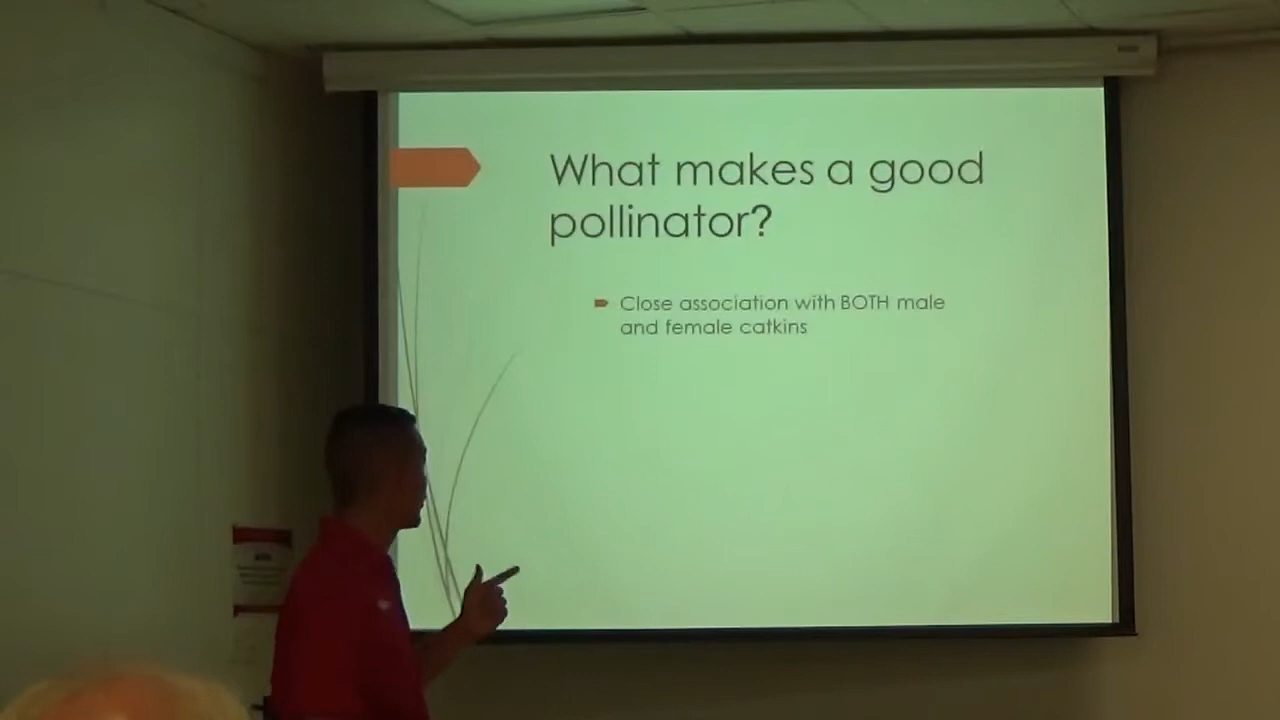 What makes a good
pollinator?
Close association with BOTH male
and female catkins